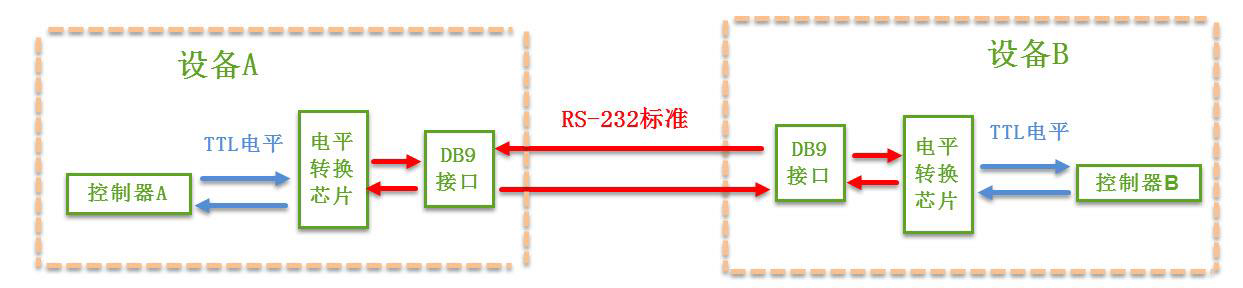 设备A
TTL电平
控制器A
电平
转换
芯片
DB9
接口
RS-232标准
设备B
DB9
接口
电平
转换
芯片
TTL电平
控制器B